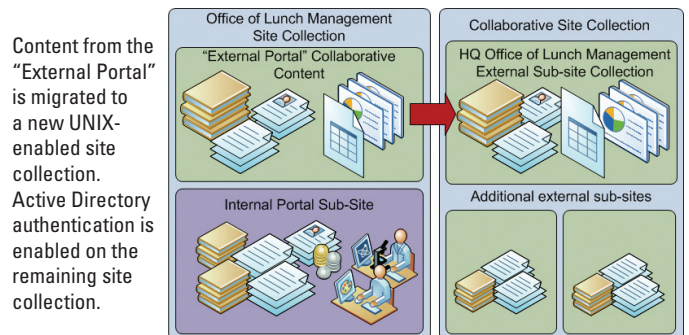 Content from the
“External Portal”
is migrated to
a new UNIX-
enabled site
collection.
Active Directory
authentication is
enabled on the
remaining site
collection.
Office of Lunch Management
Site Collection
“External Portal” Collaborative
Content
Internal Portal Sub-Site
Collaborative Site Collection
HQ Office of Lunch Management
External Sub-site Collection
Additional external sub-sites